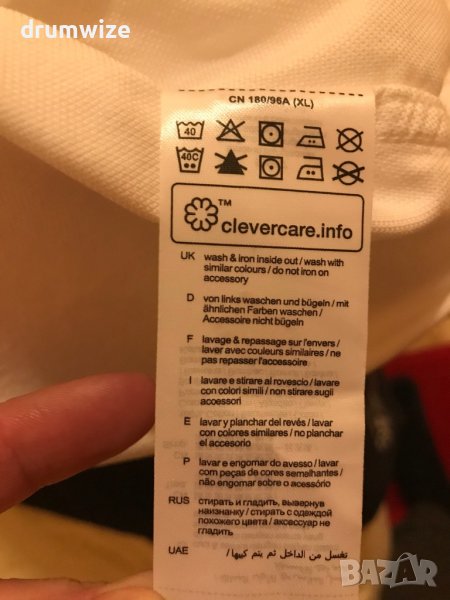 drumwize
CN 180/96A (XL)
40
40C
TM
clevercare.info
UK wash & iron inside out / wash with
similar colours / do not iron on
accessory
D von links waschen und bügeln / mit
ähnlichen Farben waschen /
Accessoire nicht bügeln
F lavage & repassage sur l'envers /
laver avec couleurs similaires / ne
pas repasser l'accessoire
I lavare e stirare al rovescio / lavare
con colori simili / non stirare sugli
accessori
E lavar y planchar del revés / lavar
con colores similares / no planchar
el accesorio
P lavar e engomar do avesso / lavar
com peças de cores semelhantes /
não engomar sobre o acessório
RUS стирать и гладить, вывернув
наизнанку / стирать с одеждой
похожего цвета / аксессуар не
гладить
UAE تغسل من الداخل ثم يتم كيها /
BAZAR